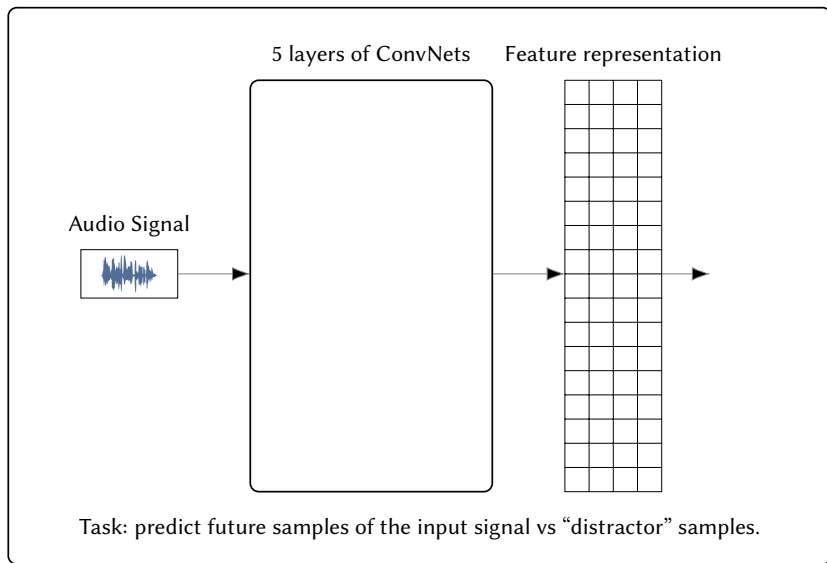 5 layers of ConvNets
Feature representation
Audio Signal
Task: predict future samples of the input signal vs “distractor” samples.